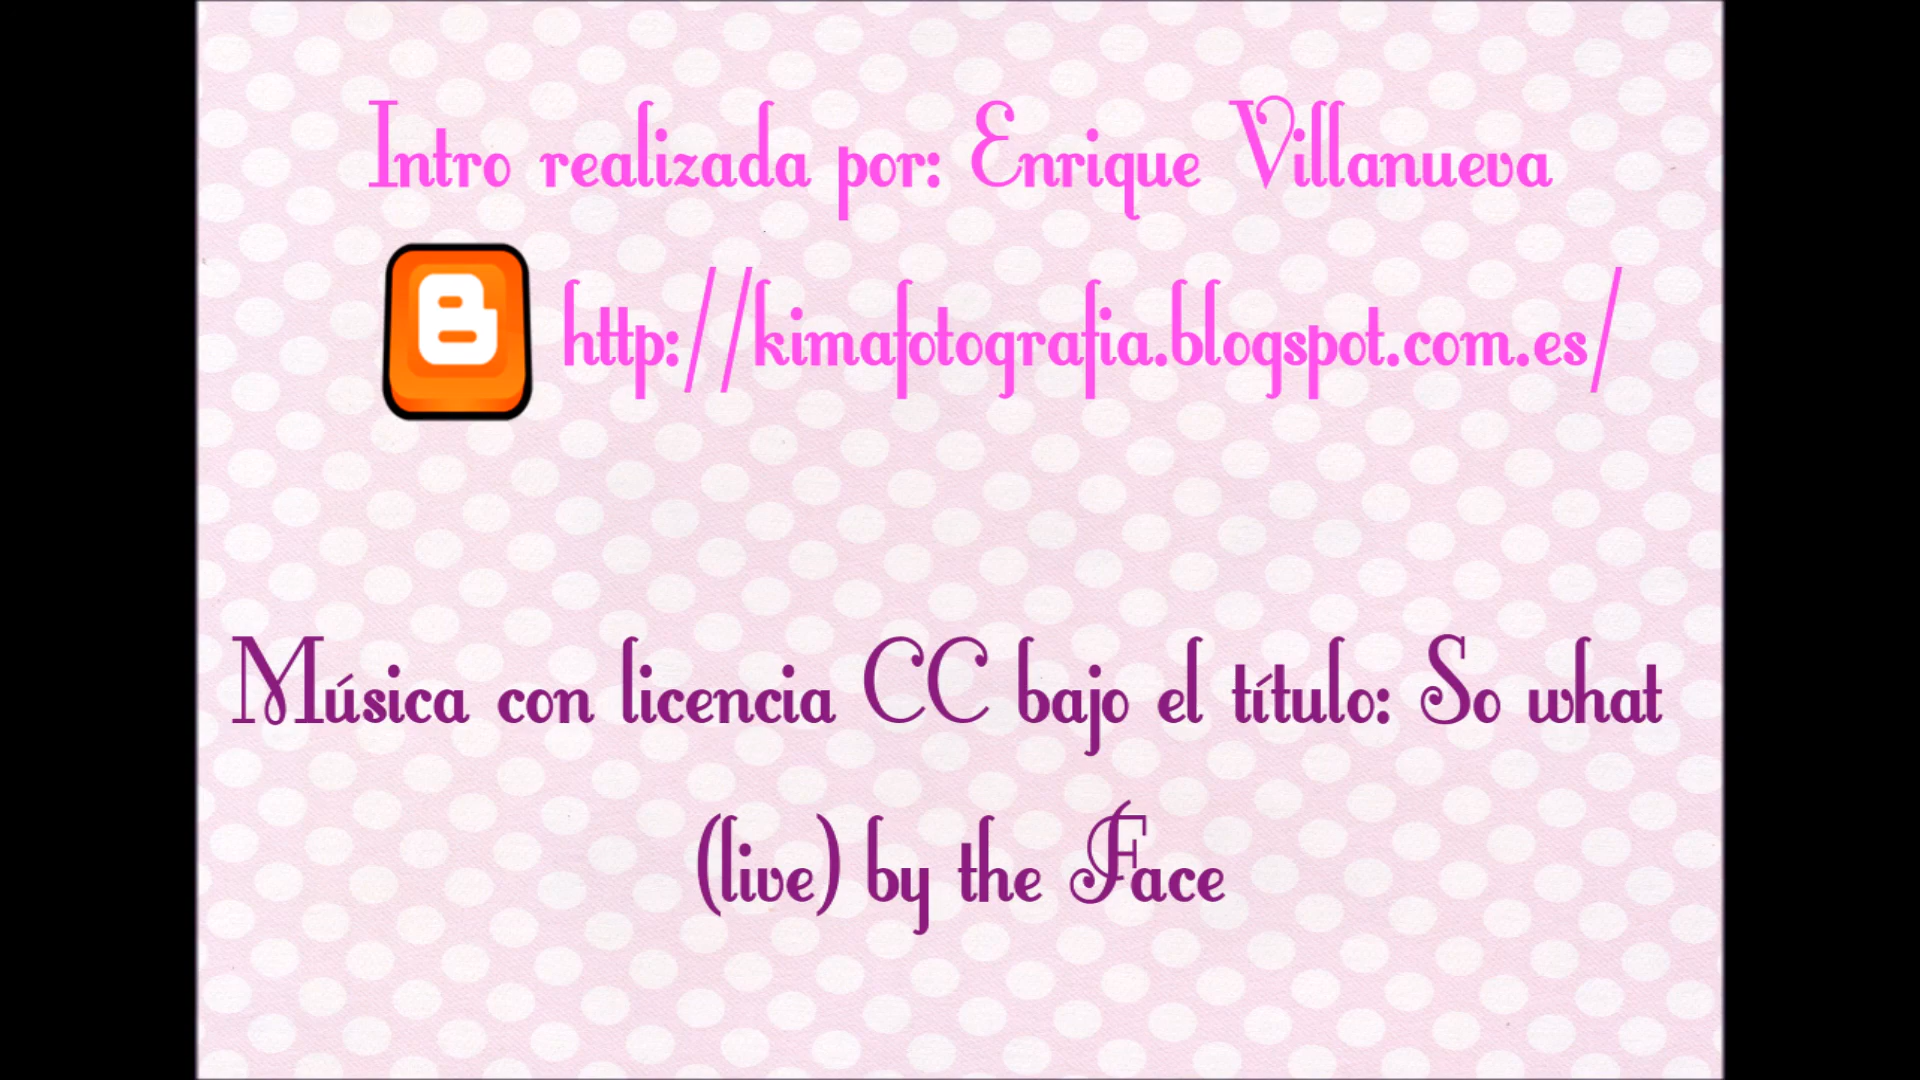 Intro realizada por: Enrique Villanueva
B http://kimafotografia.blogspot.com.es/
Música con licencia CC bajo el título: So what
(live) by the Face